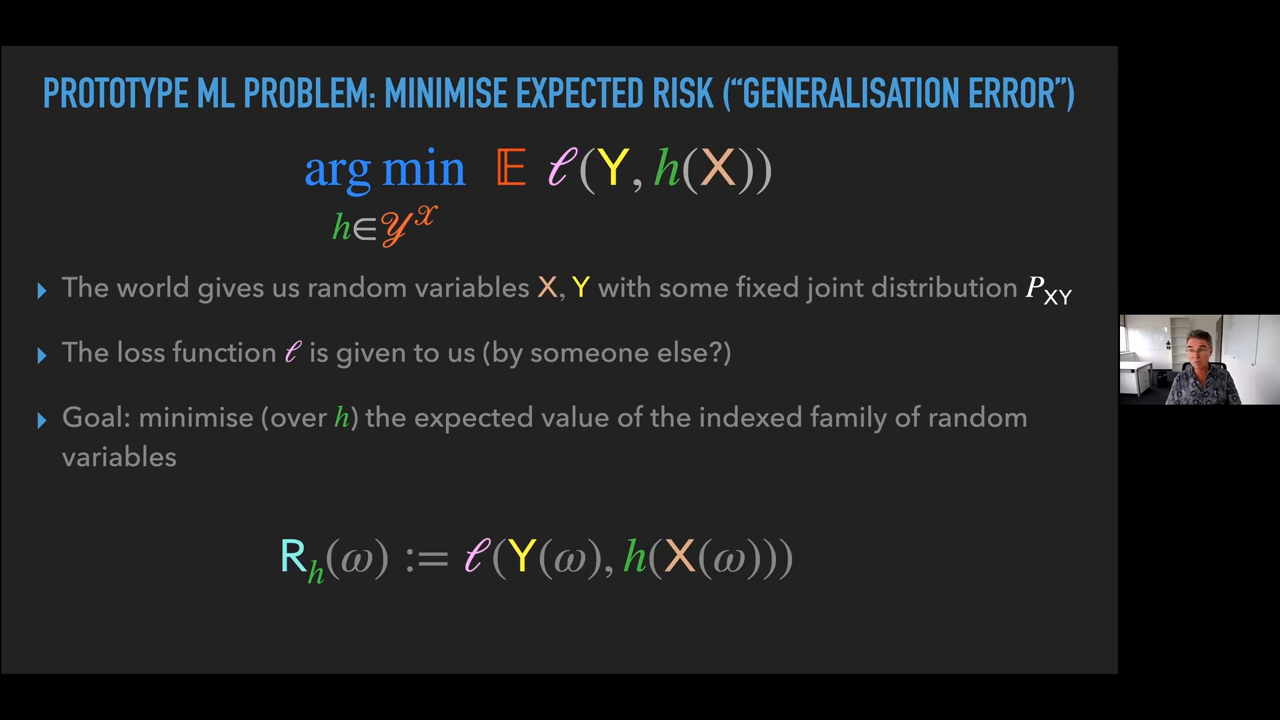 PROTOTYPE ML PROBLEM: MINIMISE EXPECTED RISK (“GENERALISATION ERROR”)
arg min 𝔼 ℓ(Y, h(X))
h∈𝒴^𝒳
The world gives us random variables X, Y with some fixed joint distribution P_XY
The loss function ℓ is given to us (by someone else?)
Goal: minimise (over h) the expected value of the indexed family of random
variables
R_h(ω) := ℓ(Y(ω), h(X(ω)))